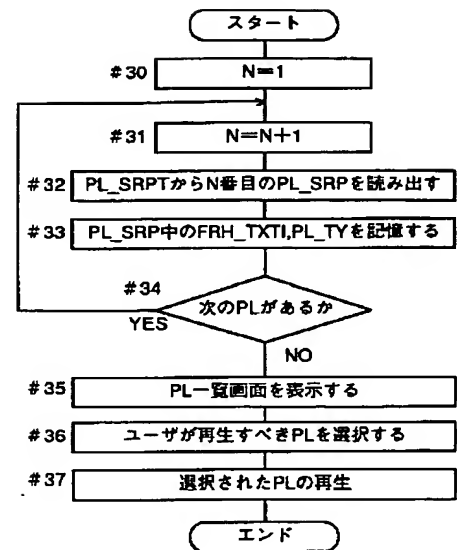 スタート
#30 N=1
#31 N=N+1
#32 PL_SRPTからN番目のPL_SRPを読み出す
#33 PL_SRP中のFRH_TXTI,PL_TYを記憶する
#34
次のPLがあるか
YES
NO
#35 PL一覧画面を表示する
#36 ユーザが再生すべきPLを選択する
#37 選択されたPLの再生
エンド